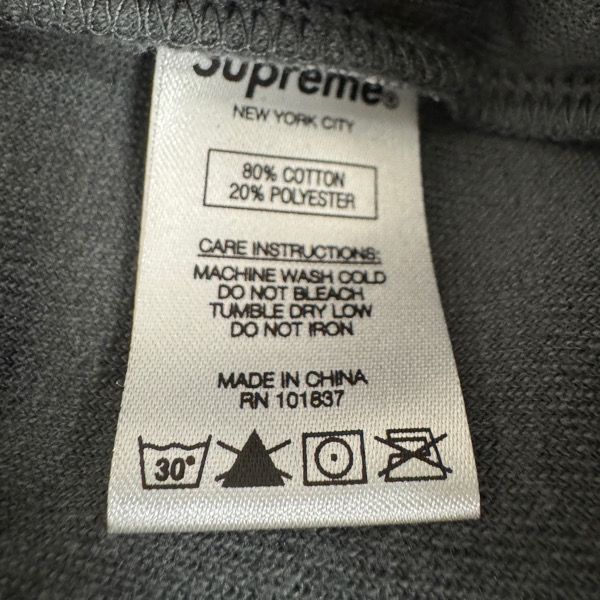 Supreme®
NEW YORK CITY
80% COTTON
20% POLYESTER
CARE INSTRUCTIONS:
MACHINE WASH COLD
DO NOT BLEACH
TUMBLE DRY LOW
DO NOT IRON
MADE IN CHINA
RN 101837
30°